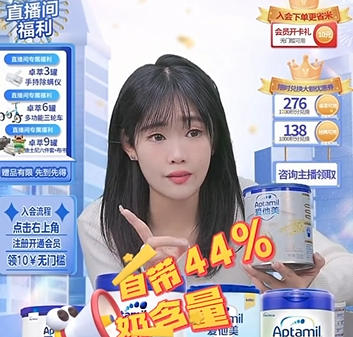 直播间
福利
直播间专属福利
卓萃3罐
手持除螨仪
直播间专属福利
卓萃6罐
多功能三轮车
直播间专属福利
卓萃9罐
赠品有限 先到先得
入会流程
点击右上角
注册开通会员
领10¥无门槛
入会下单更省米
会员开卡礼
无门槛可用
10元
276
138
咨询主播领取
Aptamil
爱他美
自带44%
奶含量
Aptamil
Aptamil
爱他美
Aptamil